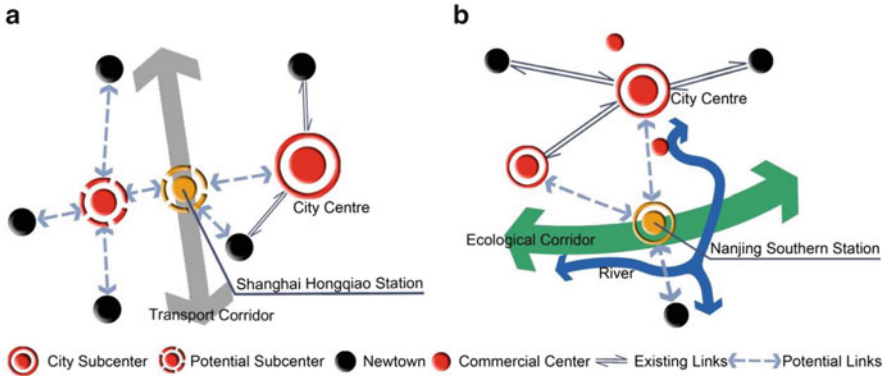 a
City Centre
Shanghai Hongqiao Station
Transport Corridor
b
City Centre
Ecological Corridor
Nanjing Southern Station
River
City Subcenter Potential Subcenter Newtown Commercial Center Existing Links Potential Links